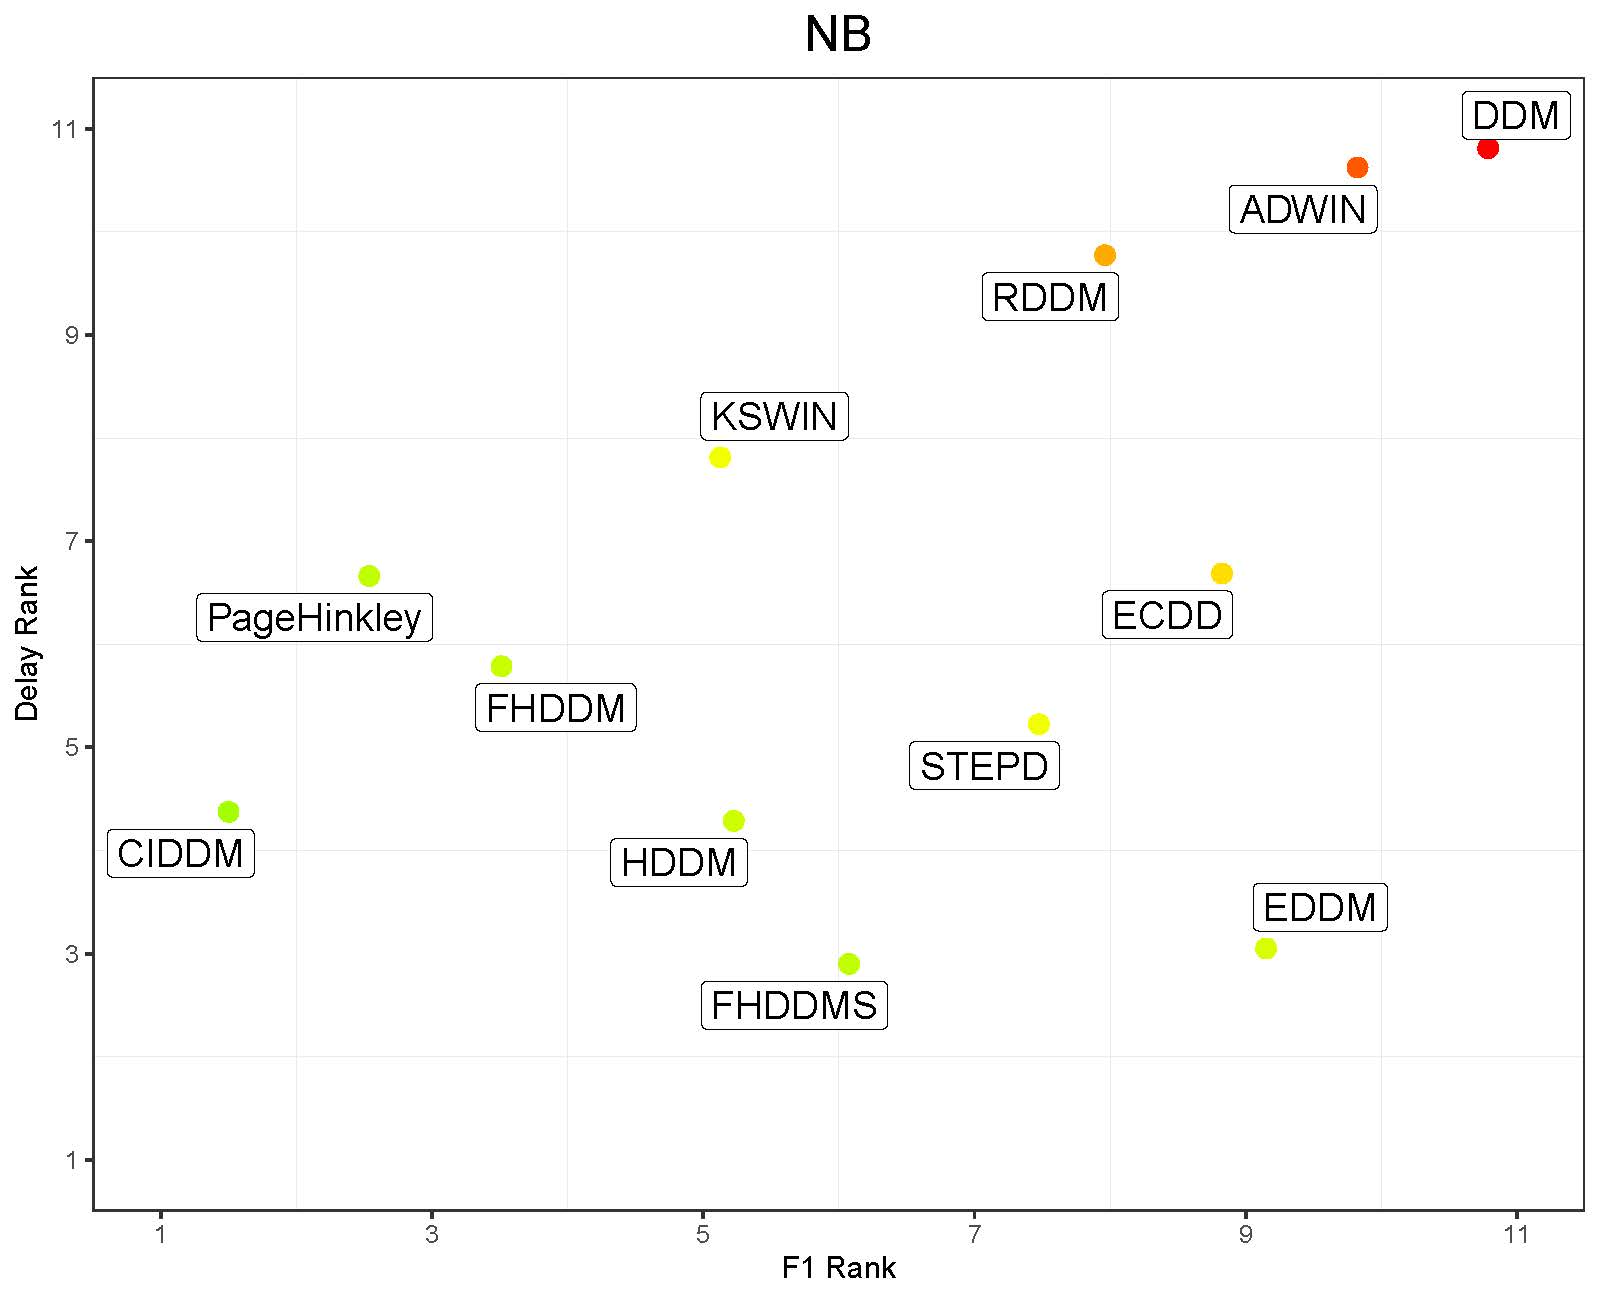 NB
DDM
11
ADWIN
RDDM
9
KSWIN
7
PageHinkley
ECDD
Delay Rank
FHDDM
5
STEPD
CIDDM
HDDM
EDDM
3
FHDDMS
1
1 3 5 7 9 11
F1 Rank